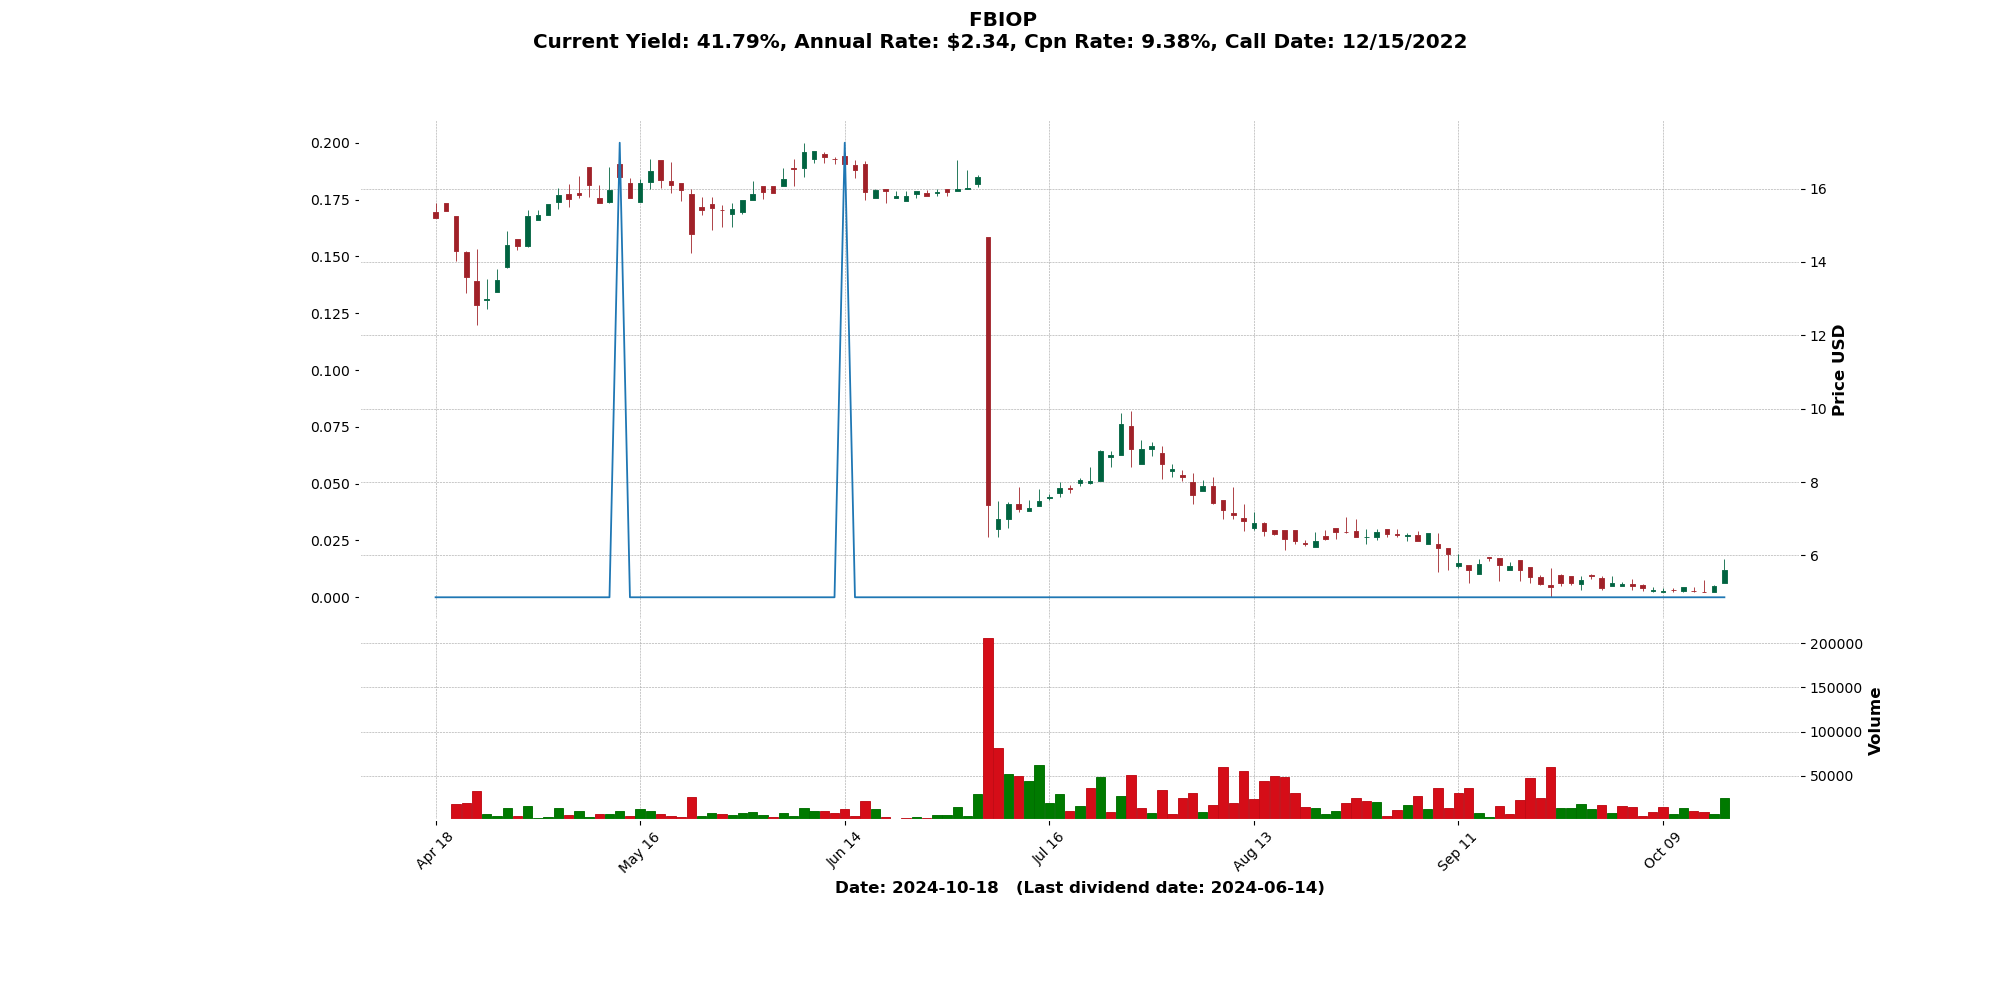 FBIOP
Current Yield: 41.79%, Annual Rate: $2.34, Cpn Rate: 9.38%, Call Date: 12/15/2022
0.200
0.175
0.150
0.125
0.100
0.075
0.050
0.025
0.000
16
14
12
10
8
6
Price USD
200000
150000
100000
50000
Volume
Apr 18
May 16
Jun 14
Jul 16
Aug 13
Sep 11
Oct 09
Date: 2024-10-18 (Last dividend date: 2024-06-14)